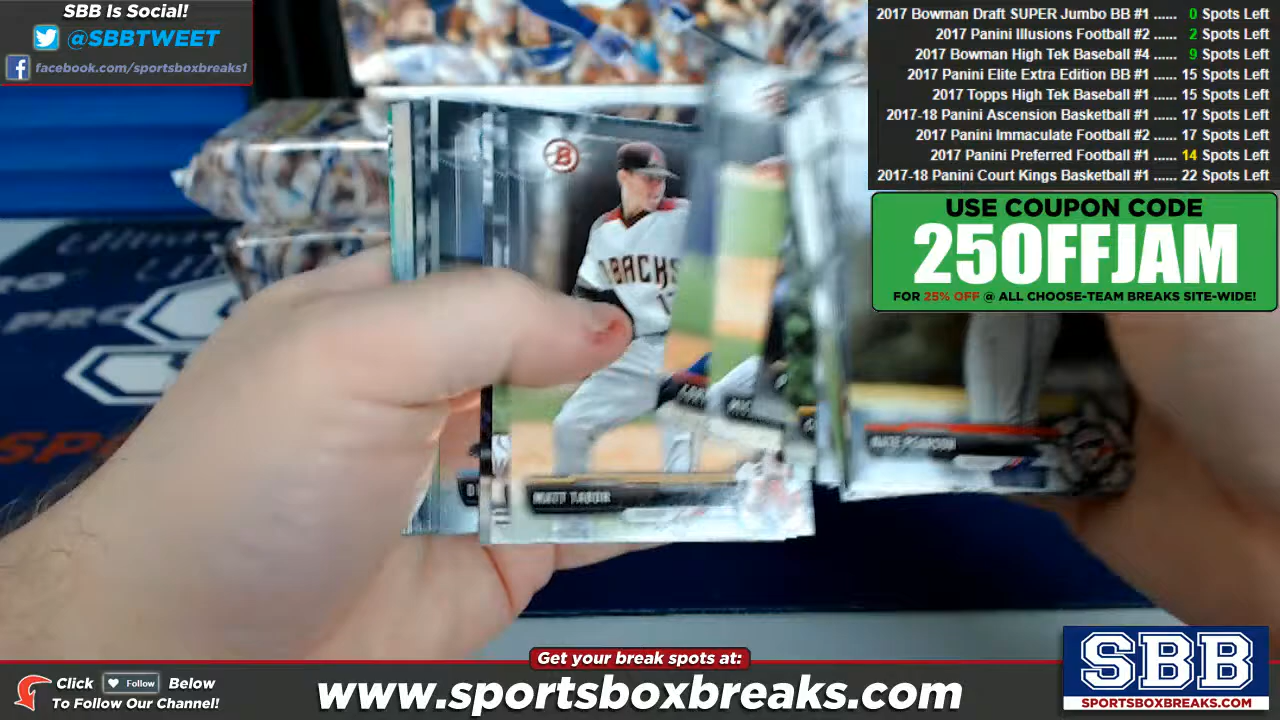 SBB Is Social!
@SBBTWEET
facebook.com/sportsboxbreaks1
2017 Bowman Draft SUPER Jumbo BB #1 ...... 0 Spots Left
2017 Panini Illusions Football #2 ...... 2 Spots Left
2017 Bowman High Tek Baseball #4 ...... 9 Spots Left
2017 Panini Elite Extra Edition BB #1 ...... 15 Spots Left
2017 Topps High Tek Baseball #1 ...... 15 Spots Left
2017-18 Panini Ascension Basketball #1 ...... 17 Spots Left
2017 Panini Immaculate Football #2 ...... 17 Spots Left
2017 Panini Preferred Football #1 ...... 14 Spots Left
2017-18 Panini Court Kings Basketball #1 ...... 22 Spots Left
USE COUPON CODE
25OFFJAM
FOR 25% OFF @ ALL CHOOSE-TEAM BREAKS SITE-WIDE!
B
DBACKS
NATE PEARSON
MATT TABOR
Get your break spots at:
Click Follow Below
To Follow Our Channel!
www.sportsboxbreaks.com
SBB
SPORTSBOXBREAKS.COM